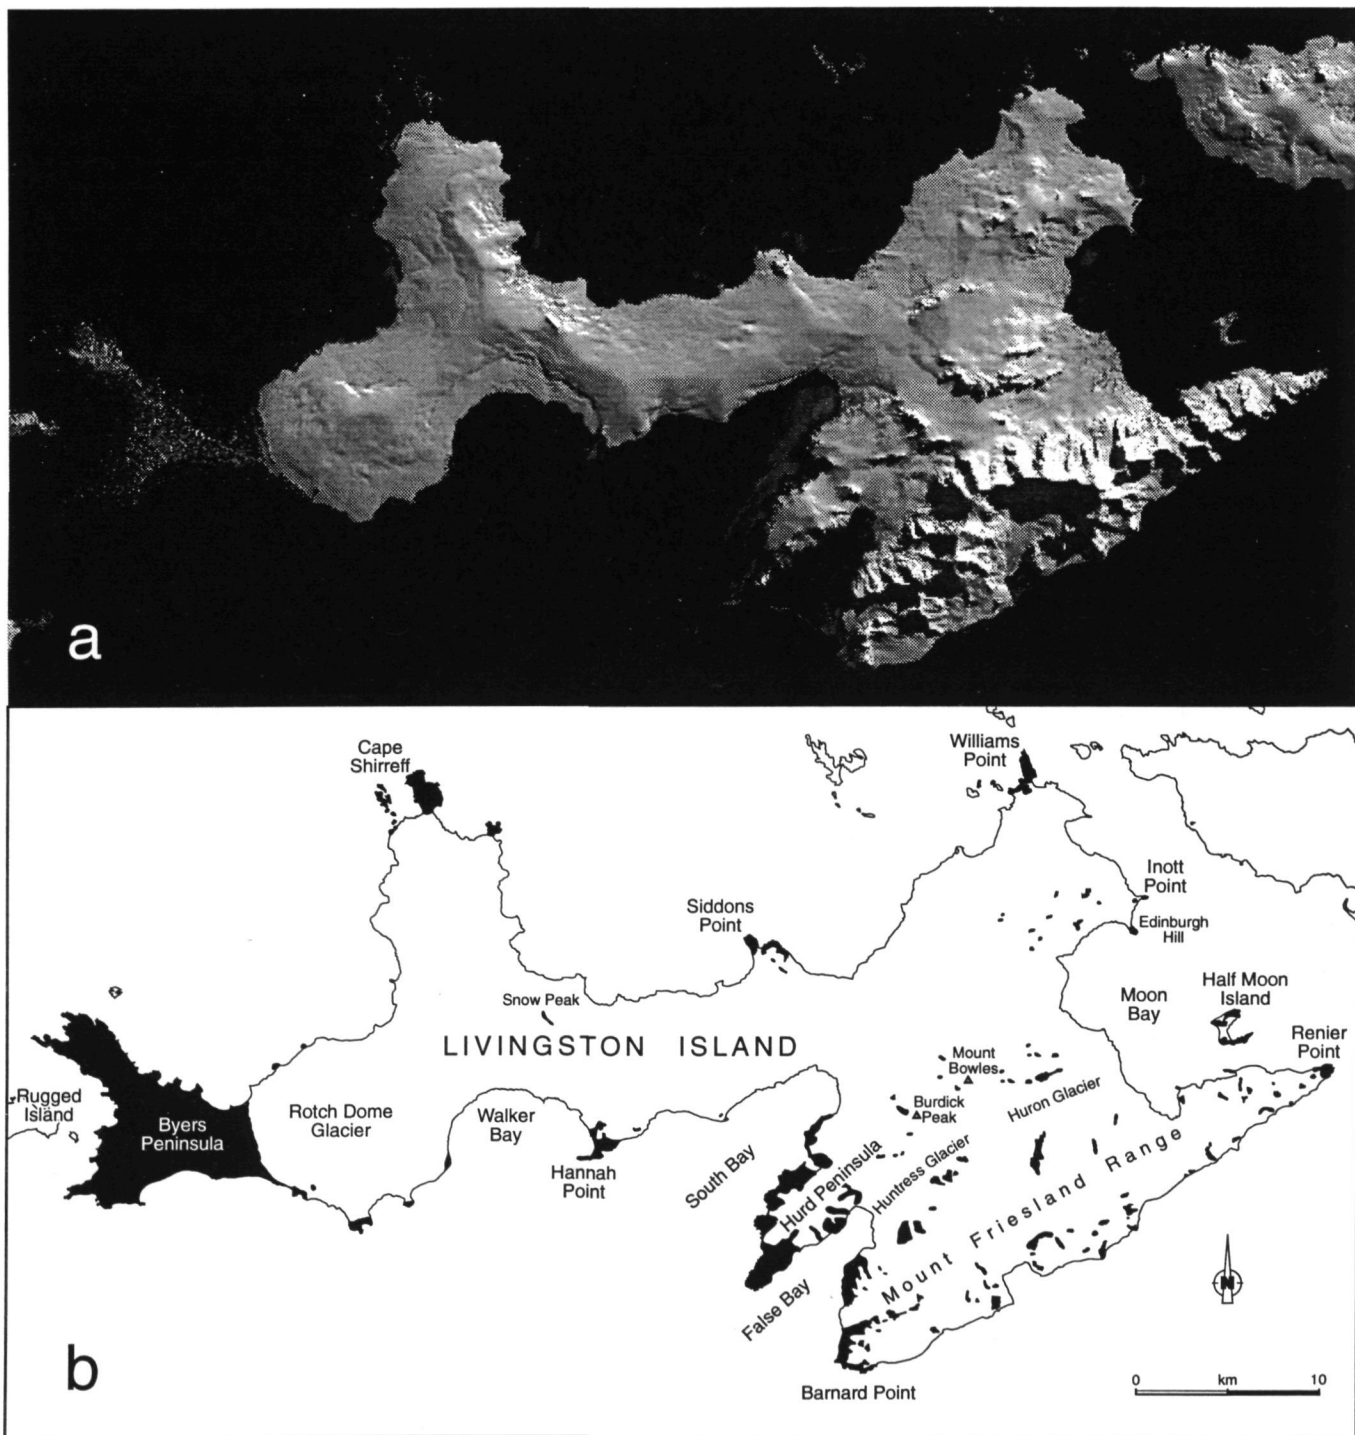 a
Cape
Shirreff
Williams
Point
Inott
Point
Edinburgh
Hill
Siddons
Point
Half Moon
Island
Moon
Bay
Renier
Point
Snow Peak
LIVINGSTON ISLAND
Mount
Bowles
Huron Glacier
Burdick
Peak
Rugged
Island
Byers
Peninsula
Rotch Dome
Glacier
Walker
Bay
Hannah
Point
South Bay
Hurd Peninsula
Huntress Glacier
Mount Friesland Range
False Bay
N
Barnard Point
0 km 10
b